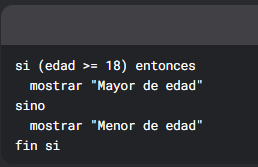 si (edad >= 18) entonces
  mostrar "Mayor de edad"
sino
  mostrar "Menor de edad"
fin si